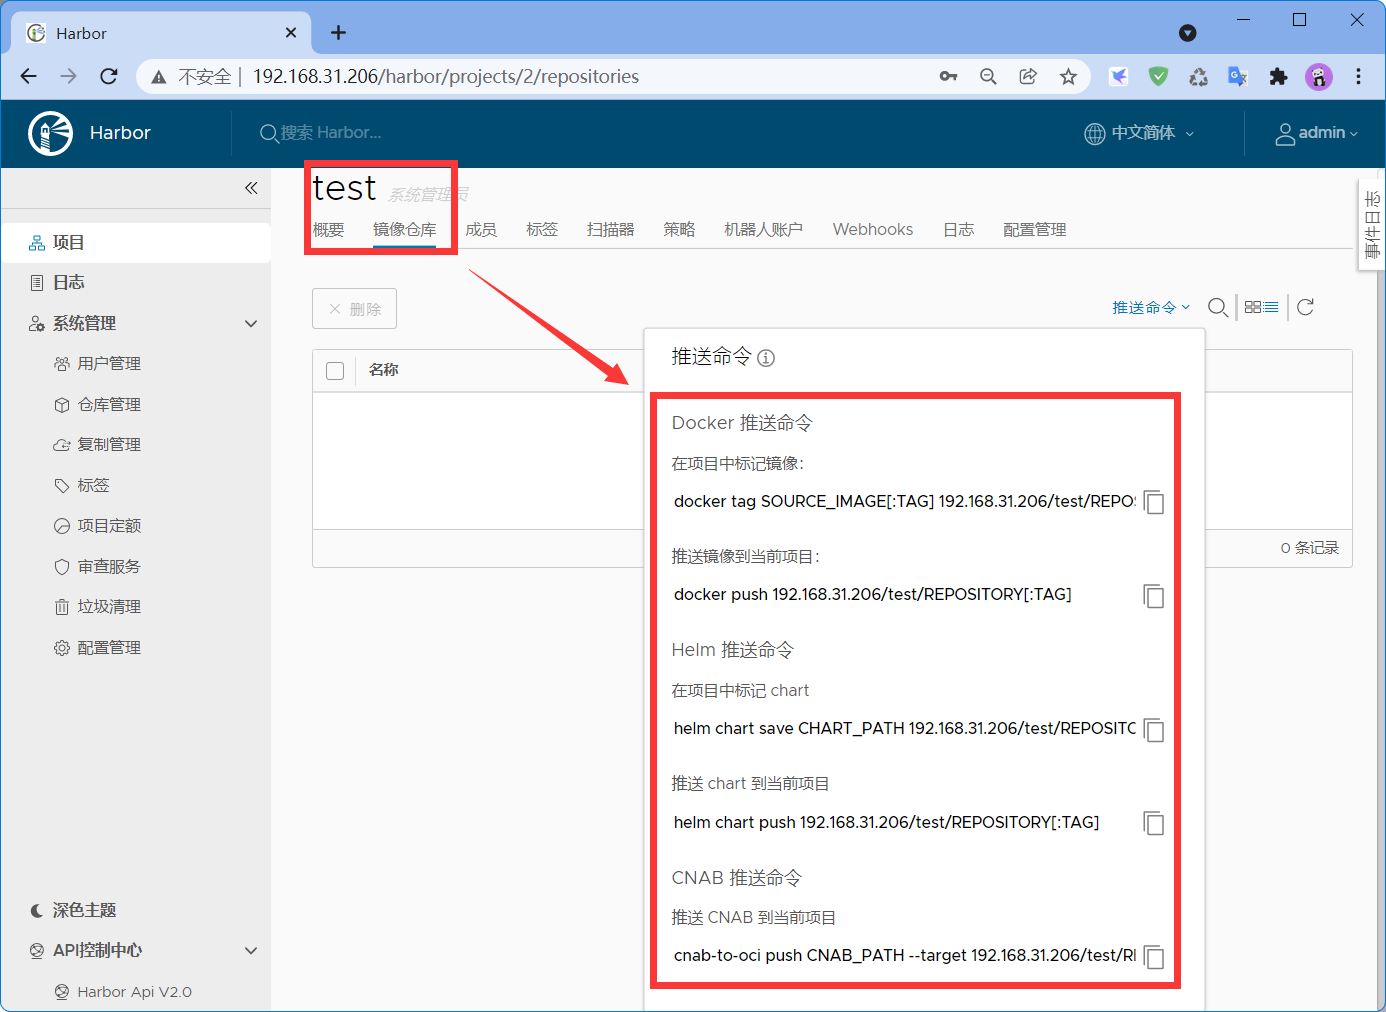 Harbor
不安全 | 192.168.31.206/harbor/projects/2/repositories
Harbor
搜索 Harbor...
中文简体
admin
test 系统管理员
概要 镜像仓库 成员 标签 扫描器 策略 机器人账户 Webhooks 日志 配置管理
事件日志
项目
日志
系统管理
用户管理
仓库管理
复制管理
标签
项目定额
审查服务
垃圾清理
配置管理
深色主题
API控制中心
Harbor Api V2.0
删除
推送命令
名称
0 条记录
推送命令
Docker 推送命令
在项目中标记镜像：
docker tag SOURCE_IMAGE[:TAG] 192.168.31.206/test/REPOS
推送镜像到当前项目：
docker push 192.168.31.206/test/REPOSITORY[:TAG]
Helm 推送命令
在项目中标记 chart
helm chart save CHART_PATH 192.168.31.206/test/REPOSITO
推送 chart 到当前项目
helm chart push 192.168.31.206/test/REPOSITORY[:TAG]
CNAB 推送命令
推送 CNAB 到当前项目
cnab-to-oci push CNAB_PATH --target 192.168.31.206/test/RE